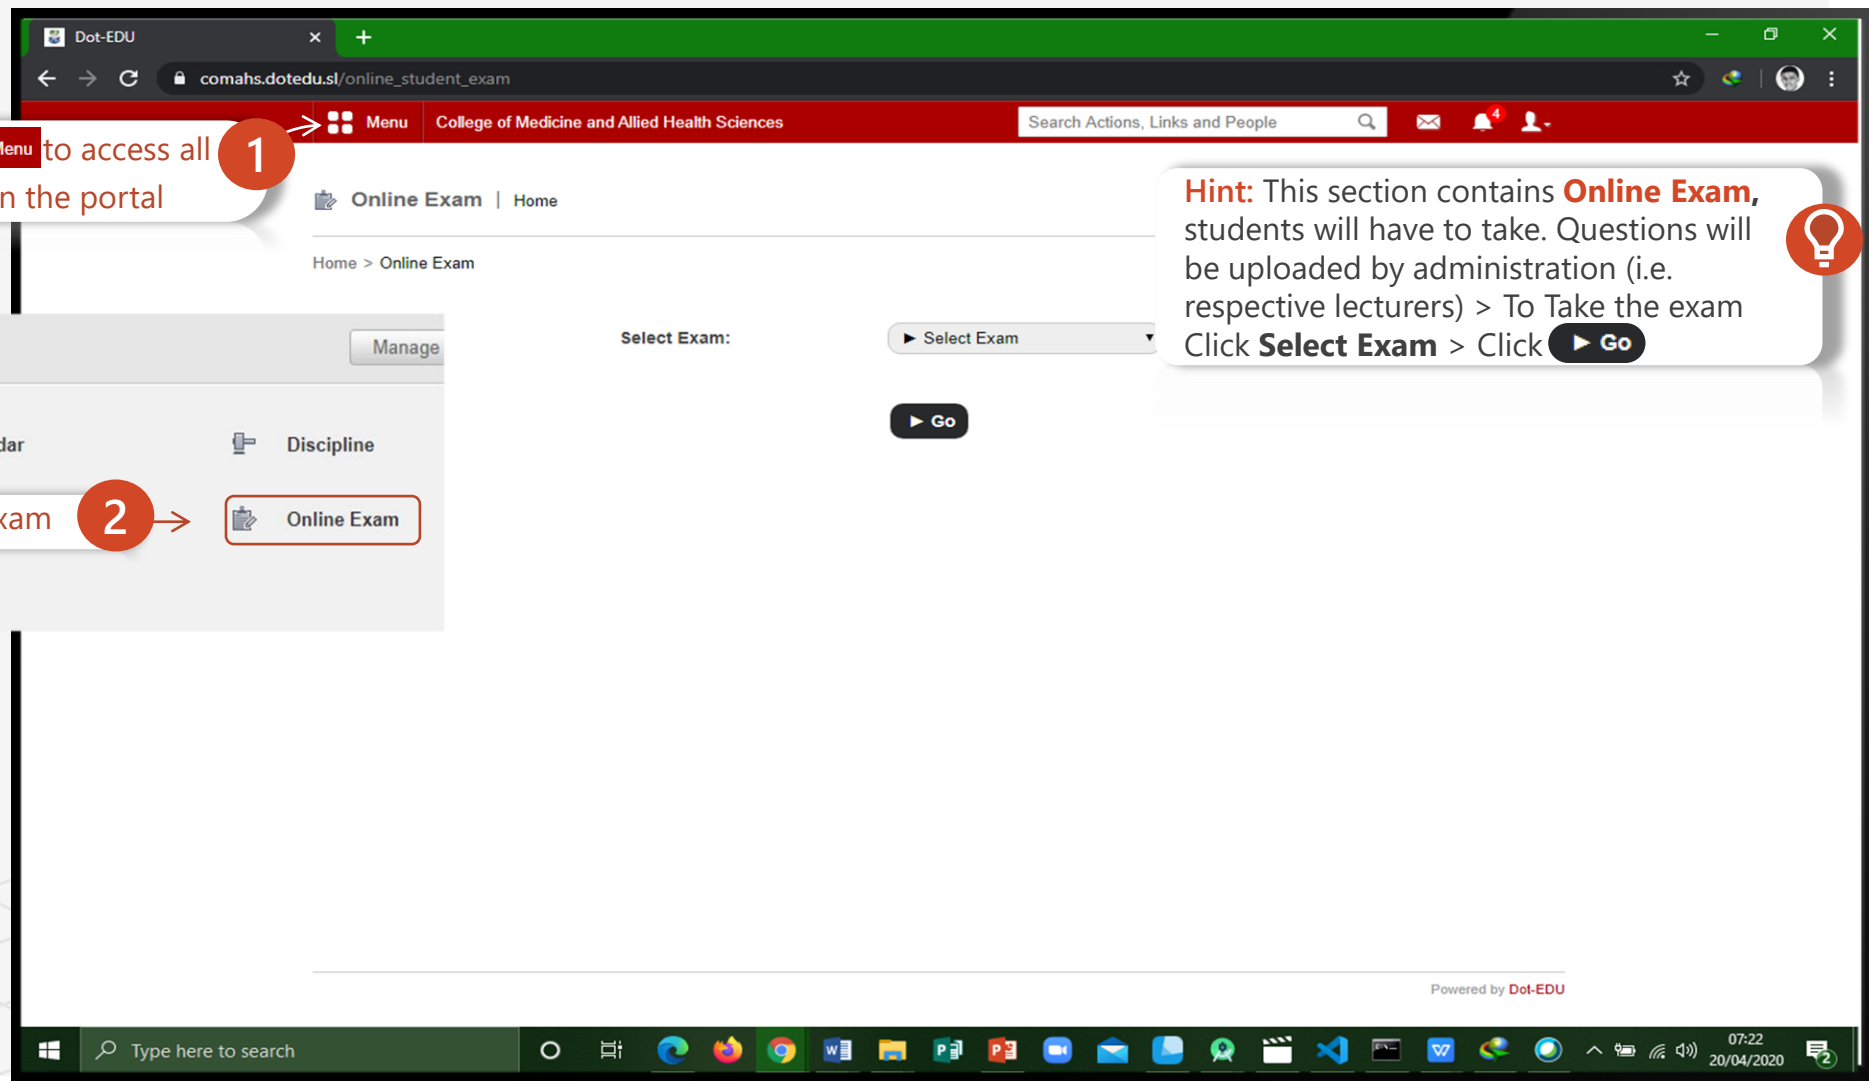 Dot-EDU
comahs.dotedu.sl/online_student_exam
Menu College of Medicine and Allied Health Sciences
Search Actions, Links and People
4
Menu to access all
n the portal
1
Online Exam | Home
Home > Online Exam
Hint: This section contains Online Exam,
students will have to take. Questions will
be uploaded by administration (i.e.
respective lecturers) > To Take the exam
Click Select Exam > Click ► Go
Manage
Select Exam:
► Select Exam
► Go
dar
Discipline
xam
2
Online Exam
Powered by Dot-EDU
Type here to search
07:22
20/04/2020
2